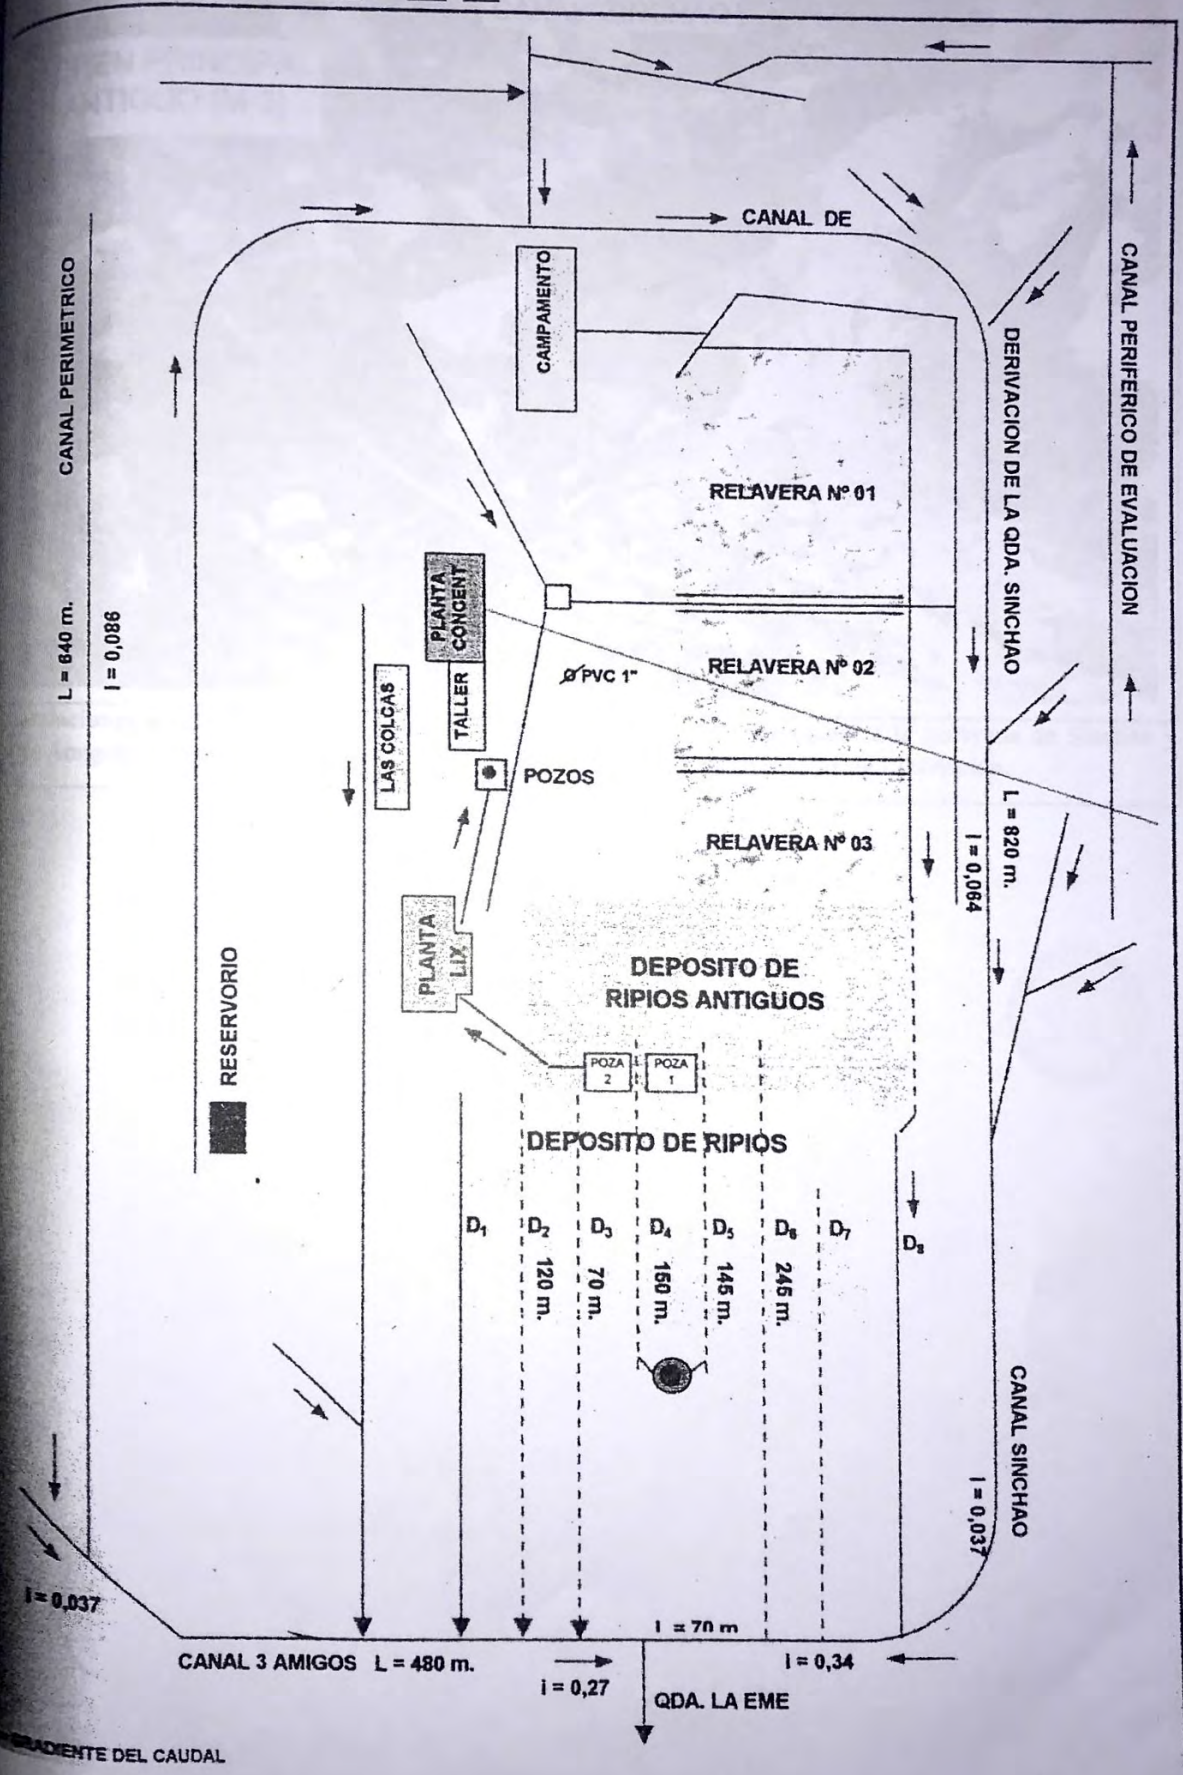 CANAL DE
DERIVACION DE LA QDA. SINCHAO
CANAL PERIFERICO DE EVALUACION
CANAL PERIMETRICO
L = 640 m.
I = 0,086
CAMPAMENTO
RELAVERA Nº 01
PLANTA
CONCENT
TALLER
LAS COLCAS
Ø PVC 1"
RELAVERA Nº 02
POZOS
RELAVERA Nº 03
L = 820 m.
I = 0,064
PLANTA
LIX.
RESERVORIO
DEPOSITO DE
RIPIOS ANTIGUOS
POZA
2
POZA
1
DEPOSITO DE RIPIOS
D1
D2
120 m.
D3
70 m.
D4
150 m.
D5
145 m.
D6
245 m.
D7
D8
CANAL SINCHAO
I = 0,037
I = 0,037
I = 70 m
CANAL 3 AMIGOS L = 480 m.
i = 0,27
I = 0,34
QDA. LA EME
GRADIENTE DEL CAUDAL